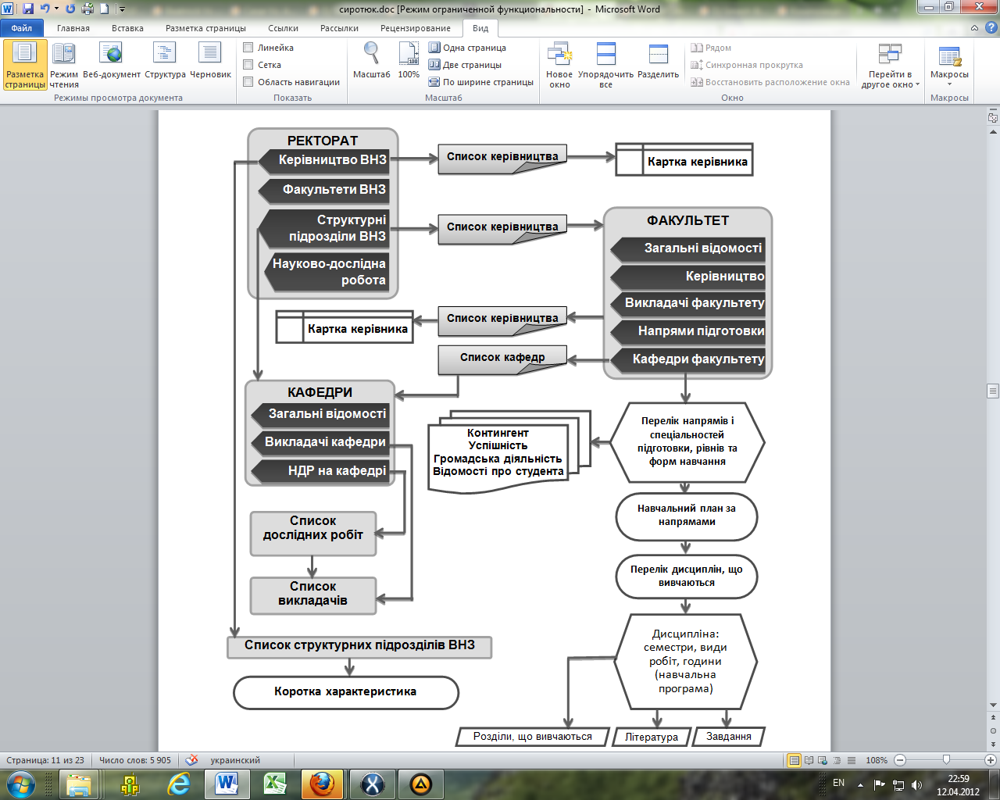 сиротюк.doc [Режим ограниченной функциональности] - Microsoft Word
Файл Главная Вставка Разметка страницы Ссылки Рассылки Рецензирование Вид
Разметка страницы
Режим чтения
Веб-документ
Структура
Черновик
Режимы просмотра документа
Линейка
Сетка
Область навигации
Показать
Масштаб
100%
Одна страница
Две страницы
По ширине страницы
Масштаб
Новое окно
Упорядочить все
Разделить
Рядом
Синхронная прокрутка
Восстановить расположение окна
Окно
Перейти в другое окно
Макросы
Макросы
РЕКТОРАТ
Керівництво ВНЗ
Факультети ВНЗ
Структурні
підрозділи ВНЗ
Науково-дослідна
робота
Список керівництва
Картка керівника
Список керівництва
ФАКУЛЬТЕТ
Загальні відомості
Керівництво
Викладачі факультету
Напрями підготовки
Кафедри факультету
Список керівництва
Картка керівника
Список кафедр
КАФЕДРИ
Загальні відомості
Викладачі кафедри
НДР на кафедрі
Контингент
Успішність
Громадська діяльність
Відомості про студента
Перелік напрямів і
спеціальностей
підготовки, рівнів та
форм навчання
Навчальний план за
напрямами
Перелік дисциплін, що
вивчаються
Дисципліна:
семестри, види
робіт, години
(навчальна
програма)
Список
дослідних робіт
Список
викладачів
Список структурних підрозділів ВНЗ
Коротка характеристика
Розділи, що вивчаються
Література
Завдання
Страница: 11 из 23 Число слов: 5 905 украинский 108%
EN 22:59
12.04.2012